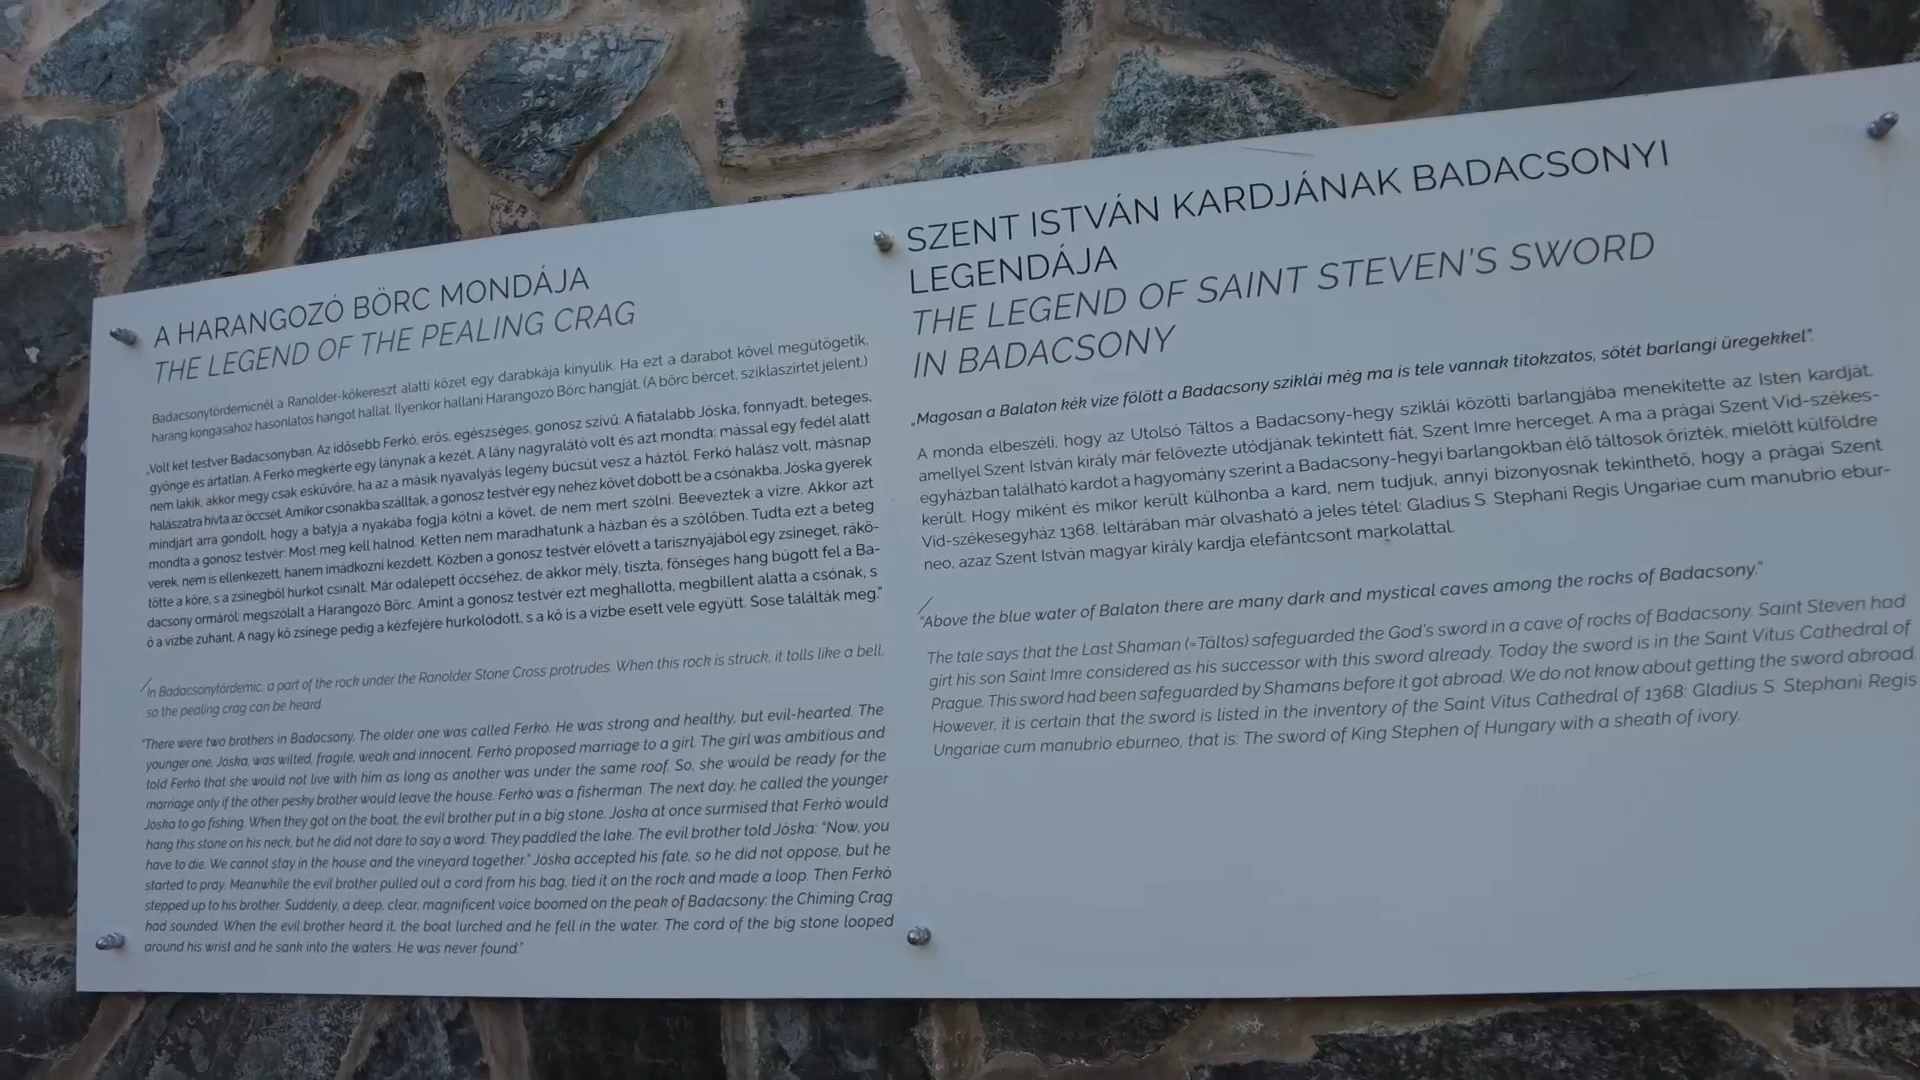 A HARANGOZÓ BÖRC MONDÁJA
THE LEGEND OF THE PEALING CRAG
Badacsonytördemicnél a Ranolder-kőkereszt alatti kőzet egy darabkája kinyúlik. Ha ezt a darabot kővel megütögetik,
harang kongásához hasonlatos hangot hallat. Ilyenkor hallani Harangozó Börc hangját. (A börc bércet, sziklaszirtet jelent.)
„Volt két testvér Badacsonyban. Az idősebb Ferkó, erős, egészséges, gonosz szívű. A fiatalabb Jóska, fonnyadt, beteges,
gyönge és ártatlan. A Ferkó megkérte egy lánynak a kezét. A lány nagyralátó volt és azt mondta: mással egy fedél alatt
nem lakik, akkor megy csak esküvőre, ha az a másik nyavalyás legény búcsút vesz a háztól. Ferkó halász volt, másnap
halászatra hívta az öccsét. Amikor csónakba szálltak, a gonosz testvér egy nehéz követ dobott be a csónakba. Jóska gyerek
mindjárt arra gondolt, hogy a bátyja a nyakába fogja kötni a követ, de nem mert szólni. Beeveztek a vízre. Akkor azt
mondta a gonosz testvér: Most meg kell halnod. Ketten nem maradhatunk a házban és a szőlőben. Tudta ezt a beteg
verek, nem is ellenkezett, hanem imádkozni kezdett. Közben a gonosz testvér elővett a tarisznyájából egy zsineget, rákö-
tötte a kőre, s a zsinegből hurkot csinált. Már odalépett öccséhez, de akkor mély, tiszta, fönséges hang búgott fel a Ba-
dacsony ormáról: megszólalt a Harangozó Börc. Amint a gonosz testvér ezt meghallotta, megbillent alatta a csónak, s
ő a vízbe zuhant. A nagy kő zsinege pedig a kézfejére hurkolódott, s a kő is a vízbe esett vele együtt. Sose találták meg."
/
In Badacsonytördemic, a part of the rock under the Ranolder Stone Cross protrudes. When this rock is struck, it tolls like a bell,
so the pealing crag can be heard.
"There were two brothers in Badacsony. The older one was called Ferkó. He was strong and healthy, but evil-hearted. The
younger one, Jóska, was wilted, fragile, weak and innocent. Ferkó proposed marriage to a girl. The girl was ambitious and
told Ferkó that she would not live with him as long as another was under the same roof. So, she would be ready for the
marriage only if the other pesky brother would leave the house. Ferkó was a fisherman. The next day, he called the younger
Jóska to go fishing. When they got on the boat, the evil brother put in a big stone. Jóska at once surmised that Ferkó would
hang this stone on his neck, but he did not dare to say a word. They paddled the lake. The evil brother told Jóska: "Now, you
have to die. We cannot stay in the house and the vineyard together." Jóska accepted his fate, so he did not oppose, but he
started to pray. Meanwhile the evil brother pulled out a cord from his bag, tied it on the rock and made a loop. Then Ferkó
stepped up to his brother. Suddenly, a deep, clear, magnificent voice boomed on the peak of Badacsony: the Chiming Crag
had sounded. When the evil brother heard it, the boat lurched and he fell in the water. The cord of the big stone looped
around his wrist and he sank into the waters. He was never found."
SZENT ISTVÁN KARDJÁNAK BADACSONYI
LEGENDÁJA
THE LEGEND OF SAINT STEVEN'S SWORD
IN BADACSONY
„Magosan a Balaton kék vize fölött a Badacsony sziklái még ma is tele vannak titokzatos, sötét barlangi üregekkel".
A monda elbeszéli, hogy az Utolsó Táltos a Badacsony-hegy sziklái közötti barlangjába menekítette az Isten kardját,
amellyel Szent István király már felövezte utódjának tekintett fiát, Szent Imre herceget. A ma a prágai Szent Vid-székes-
egyházban található kardot a hagyomány szerint a Badacsony-hegyi barlangokban élő táltosok őrizték, mielőtt külföldre
került. Hogy miként és mikor került külhonba a kard, nem tudjuk, annyi bizonyosnak tekinthető, hogy a prágai Szent
Vid-székesegyház 1368. leltárában már olvasható a jeles tétel: Gladius S. Stephani Regis Ungariae cum manubrio ebur-
neo, azaz Szent István magyar király kardja elefántcsont markolattal.
/
"Above the blue water of Balaton there are many dark and mystical caves among the rocks of Badacsony."
The tale says that the Last Shaman (=Táltos) safeguarded the God's sword in a cave of rocks of Badacsony. Saint Steven had
girt his son Saint Imre considered as his successor with this sword already. Today the sword is in the Saint Vitus Cathedral of
Prague. This sword had been safeguarded by Shamans before it got abroad. We do not know about getting the sword abroad.
However, it is certain that the sword is listed in the inventory of the Saint Vitus Cathedral of 1368: Gladius S. Stephani Regis
Ungariae cum manubrio eburneo, that is: The sword of King Stephen of Hungary with a sheath of ivory.